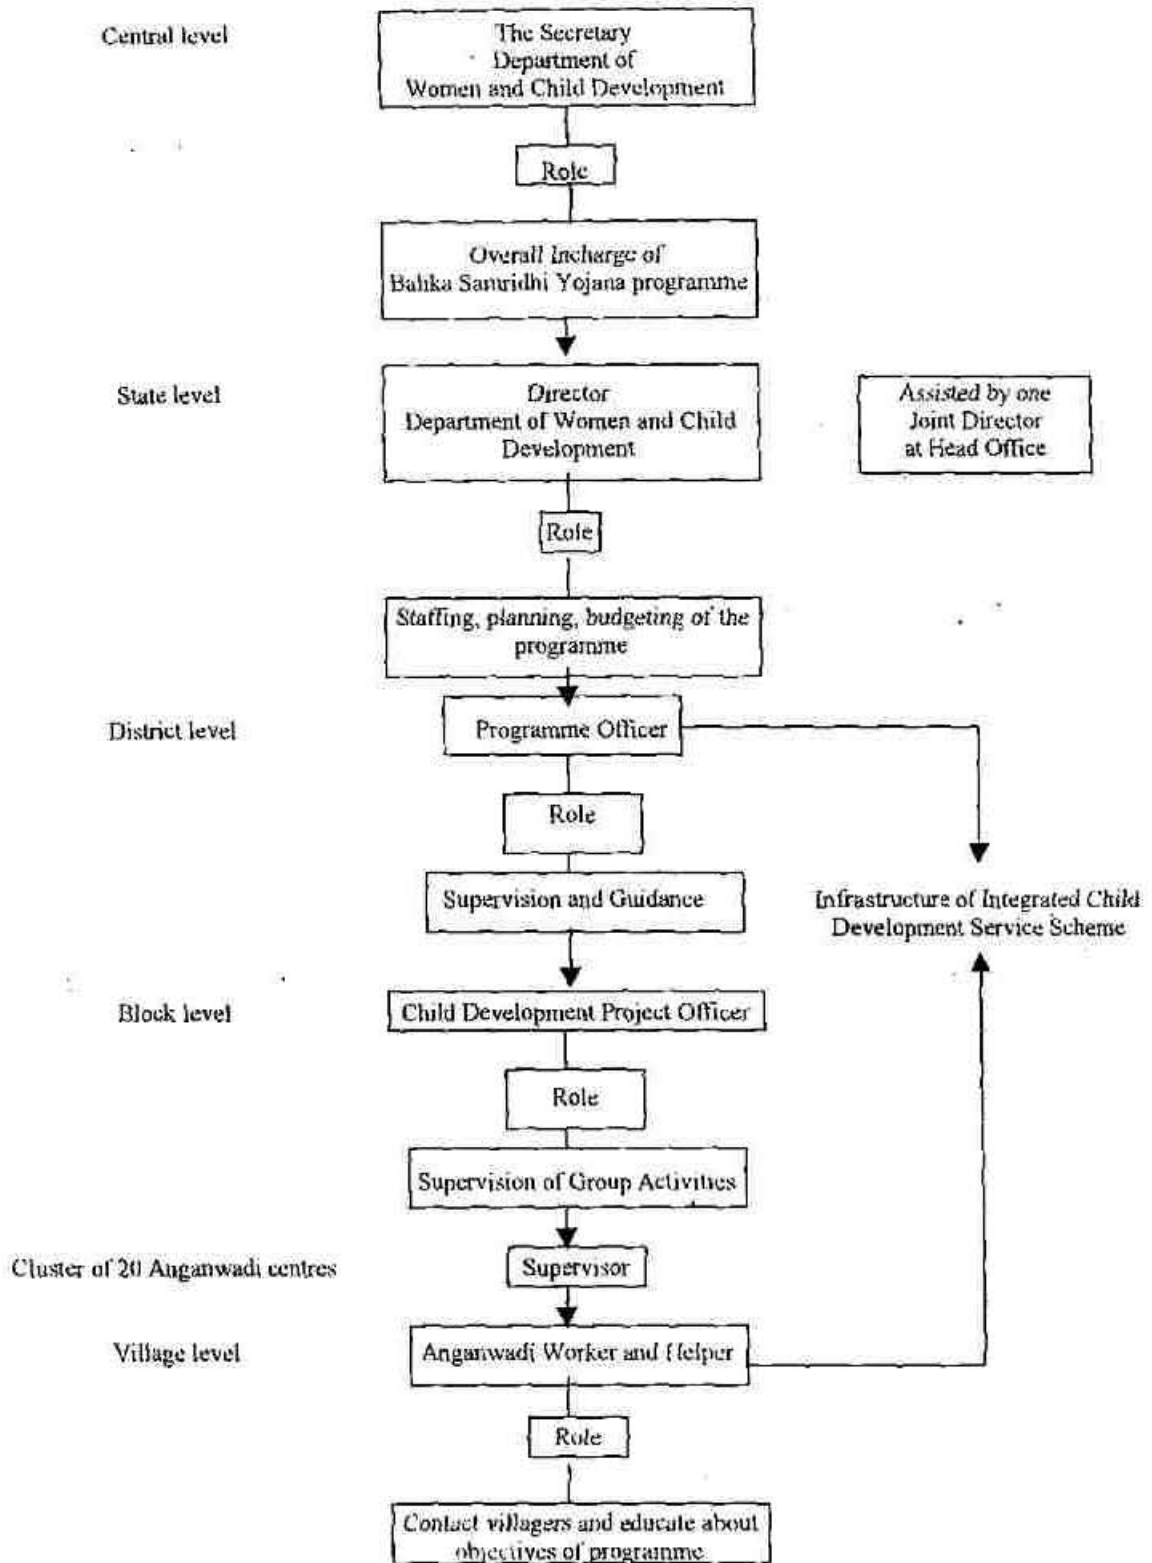 Central level
The Secretary
Department of
Women and Child Development
Role
Overall Incharge of
Balika Samridhi Yojana programme
State level
Director
Department of Women and Child
Development
Assisted by one
Joint Director
at Head Office
Role
Staffing, planning, budgeting of the
programme
District level
Programme Officer
Role
Supervision and Guidance
Infrastructure of Integrated Child
Development Service Scheme
Block level
Child Development Project Officer
Role
Supervision of Group Activities
Cluster of 20 Anganwadi centres
Supervisor
Village level
Anganwadi Worker and Helper
Role
Contact villagers and educate about
objectives of programme